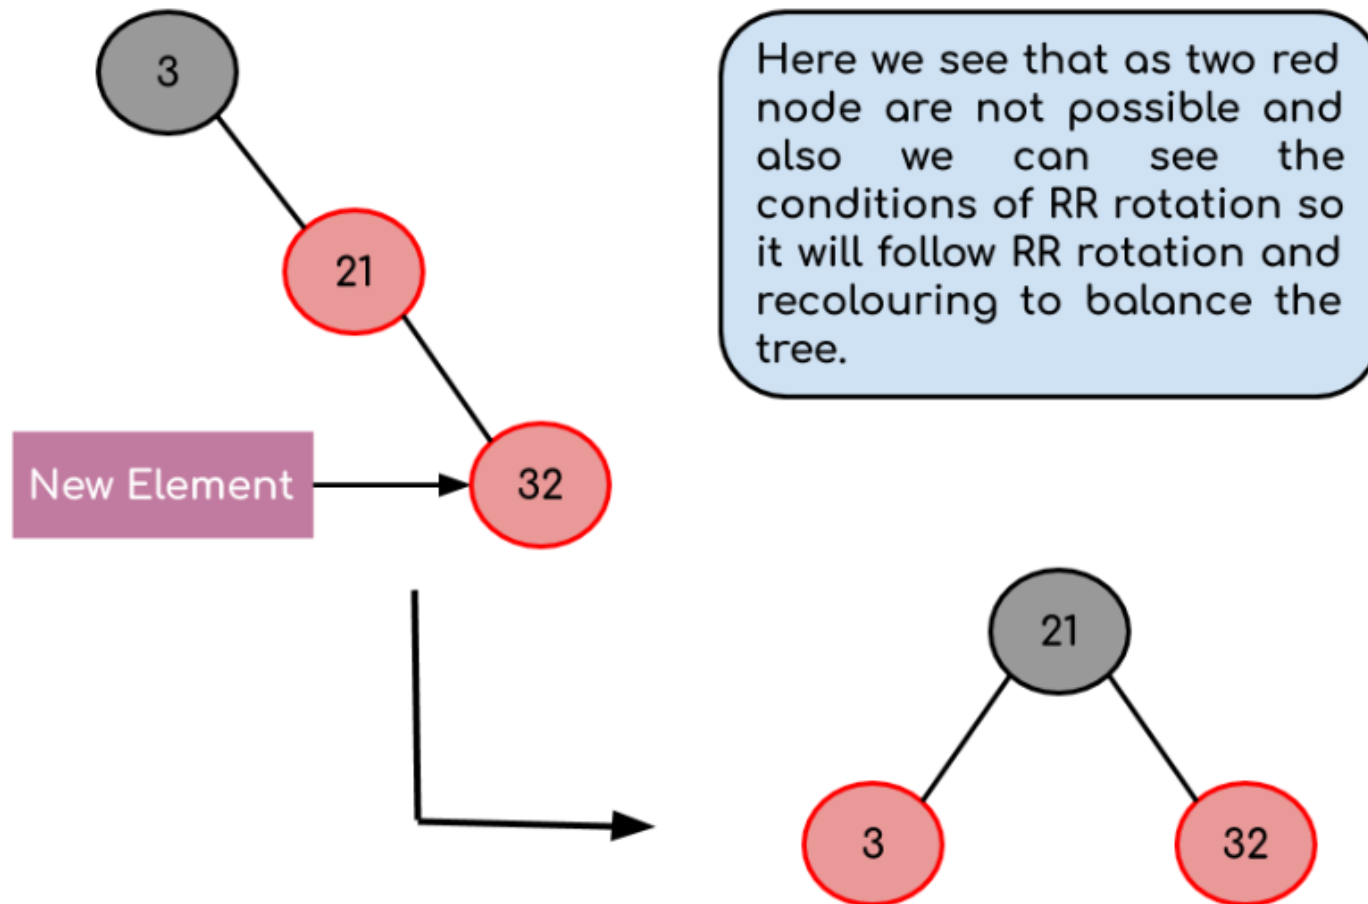 3
Here we see that as two red
node are not possible and
also we can see the
conditions of RR rotation so
it will follow RR rotation and
recolouring to balance the
tree.
21
New Element
32
21
3
32